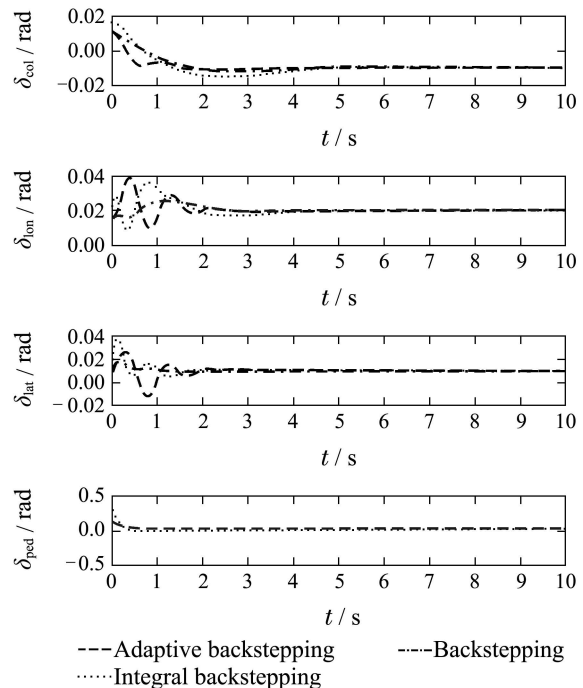 0.02
0.00
−0.02
δcol / rad
0 1 2 3 4 5 6 7 8 9 10
t / s
0.04
0.02
0.00
δlon / rad
0 1 2 3 4 5 6 7 8 9 10
t / s
0.04
0.02
0.00
−0.02
δlat / rad
0 1 2 3 4 5 6 7 8 9 10
t / s
0.5
0.0
−0.5
δped / rad
0 1 2 3 4 5 6 7 8 9 10
t / s
Adaptive backstepping Backstepping
Integral backstepping